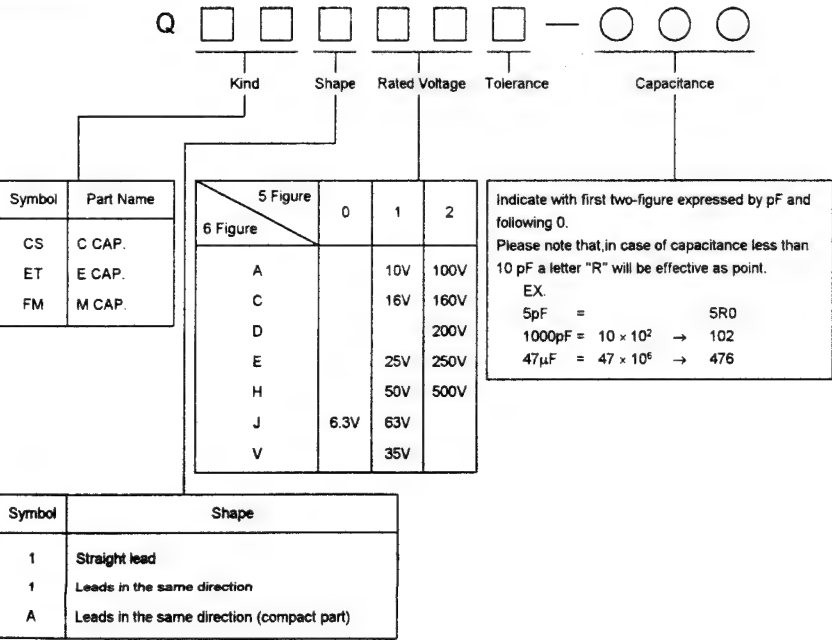 Q — 
Kind Shape Rated Voltage Tolerance Capacitance
Symbol Part Name
CS C CAP.
ET E CAP.
FM M CAP.
5 Figure 0 1 2
6 Figure
A 10V 100V
C 16V 160V
D 200V
E 25V 250V
H 50V 500V
J 6.3V 63V
V 35V
Indicate with first two-figure expressed by pF and
following 0.
Please note that,in case of capacitance less than
10 pF a letter "R" will be effective as point.
EX.
5pF = 5R0
1000pF = 10 × 10² → 102
47µF = 47 × 10⁶ → 476
Symbol Shape
1 Straight lead
1 Leads in the same direction
A Leads in the same direction (compact part)